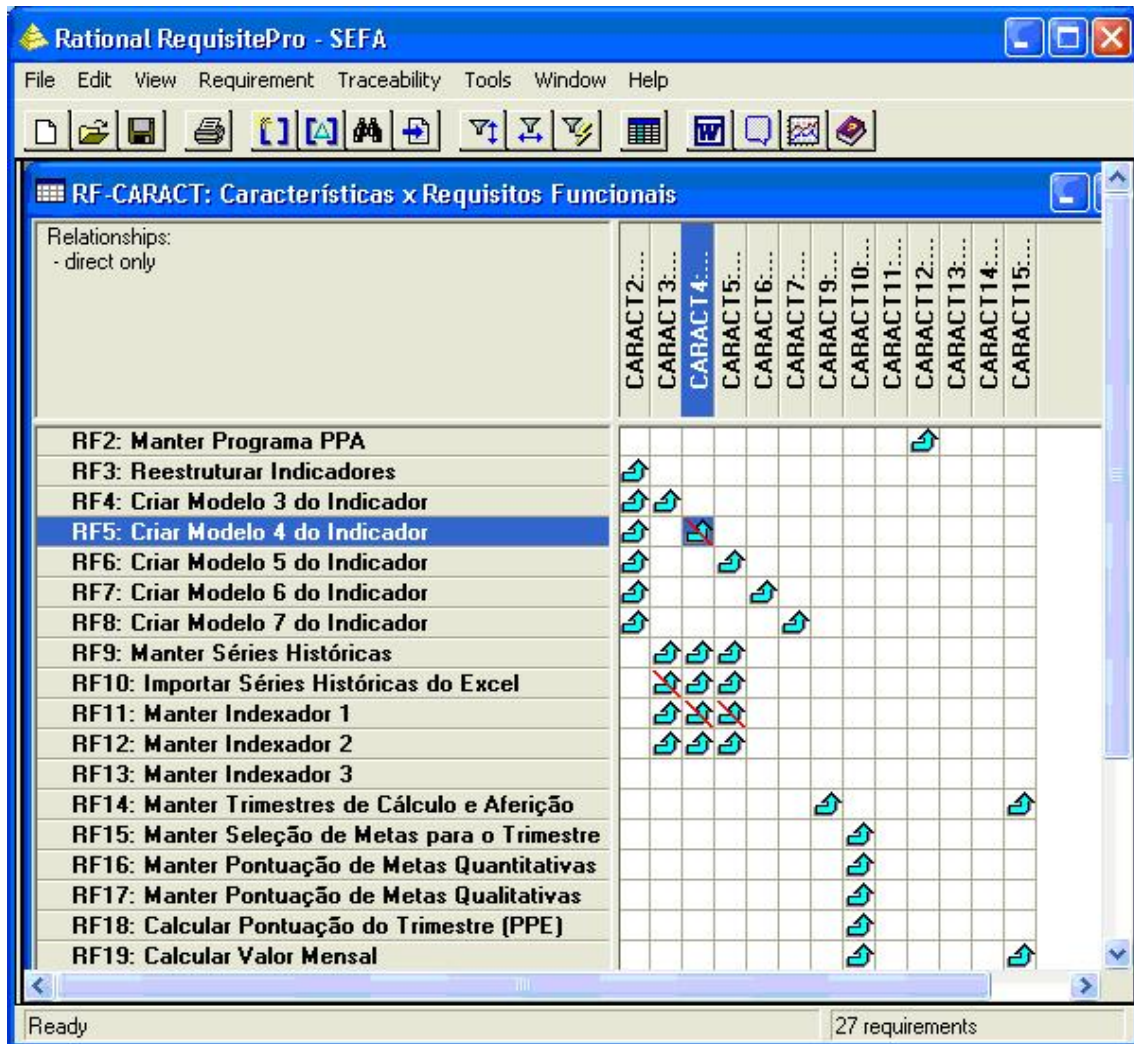 Rational RequisitePro - SEFA
File Edit View Requirement Traceability Tools Window Help
RF-CARACT: Características x Requisitos Funcionais
Relationships:
- direct only
CARACT2:...
CARACT3:...
CARACT4:...
CARACT5:...
CARACT6:...
CARACT7:...
CARACT9:...
CARACT10:...
CARACT11:...
CARACT12:...
CARACT13:...
CARACT14:...
CARACT15:...
RF2: Manter Programa PPA
RF3: Reestruturar Indicadores
RF4: Criar Modelo 3 do Indicador
RF5: Criar Modelo 4 do Indicador
RF6: Criar Modelo 5 do Indicador
RF7: Criar Modelo 6 do Indicador
RF8: Criar Modelo 7 do Indicador
RF9: Manter Séries Históricas
RF10: Importar Séries Históricas do Excel
RF11: Manter Indexador 1
RF12: Manter Indexador 2
RF13: Manter Indexador 3
RF14: Manter Trimestres de Cálculo e Aferição
RF15: Manter Seleção de Metas para o Trimestre
RF16: Manter Pontuação de Metas Quantitativas
RF17: Manter Pontuação de Metas Qualitativas
RF18: Calcular Pontuação do Trimestre (PPE)
RF19: Calcular Valor Mensal
Ready
27 requirements